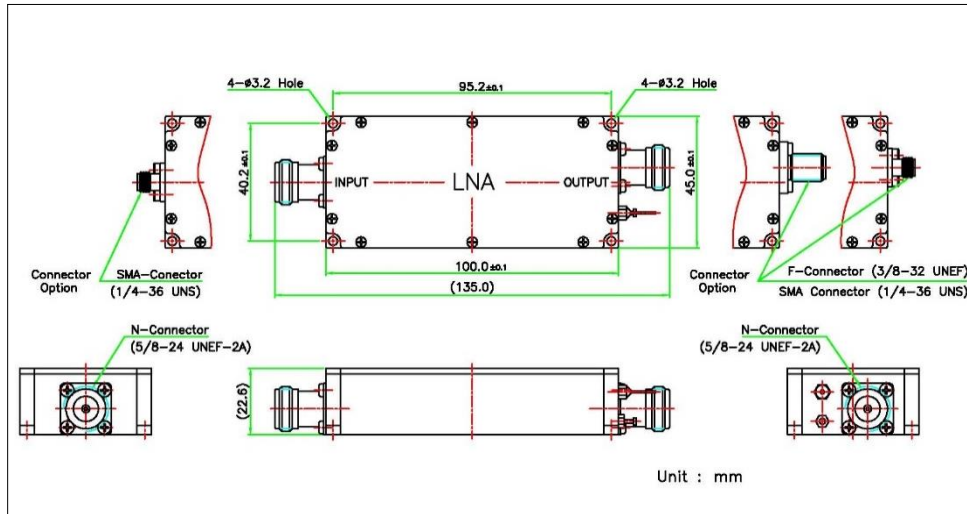 4-ø3.2 Hole
95.2±0.1
4-ø3.2 Hole
40.2±0.1
INPUT
LNA
OUTPUT
45.0±0.1
100.0±0.1
(135.0)
Connector
Option
SMA-Conector
(1/4-36 UNS)
Connector
Option
F-Connector (3/8-32 UNEF)
SMA Connector (1/4-36 UNS)
N-Connector
(5/8-24 UNEF-2A)
(22.6)
N-Connector
(5/8-24 UNEF-2A)
Unit : mm